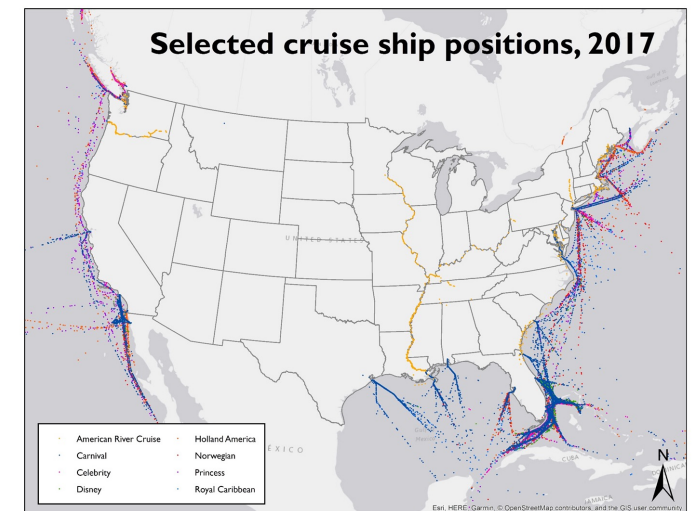 Selected cruise ship positions, 2017
UNITED STATES
MÉXICO
CUBA
JAMAICA
N
American River Cruise
Carnival
Celebrity
Disney
Holland America
Norwegian
Princess
Royal Caribbean
Esri, HERE, Garmin, © OpenStreetMap contributors, and the GIS user community